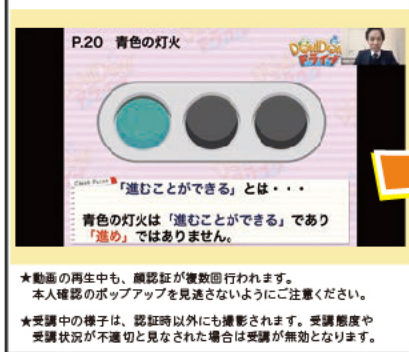 P.20 青色の灯火
DONDON
ドライブ
Check Point
「進むことができる」とは・・・
青色の灯火は「進むことができる」であり
「進め」ではありません。
★動画の再生中も、顔認証が複数回行われます。
本人確認のポップアップを見逃さないようにご注意ください。
★受講中の様子は、認証時以外にも撮影されます。受講態度や
受講状況が不適切と見なされた場合は受講が無効となります。